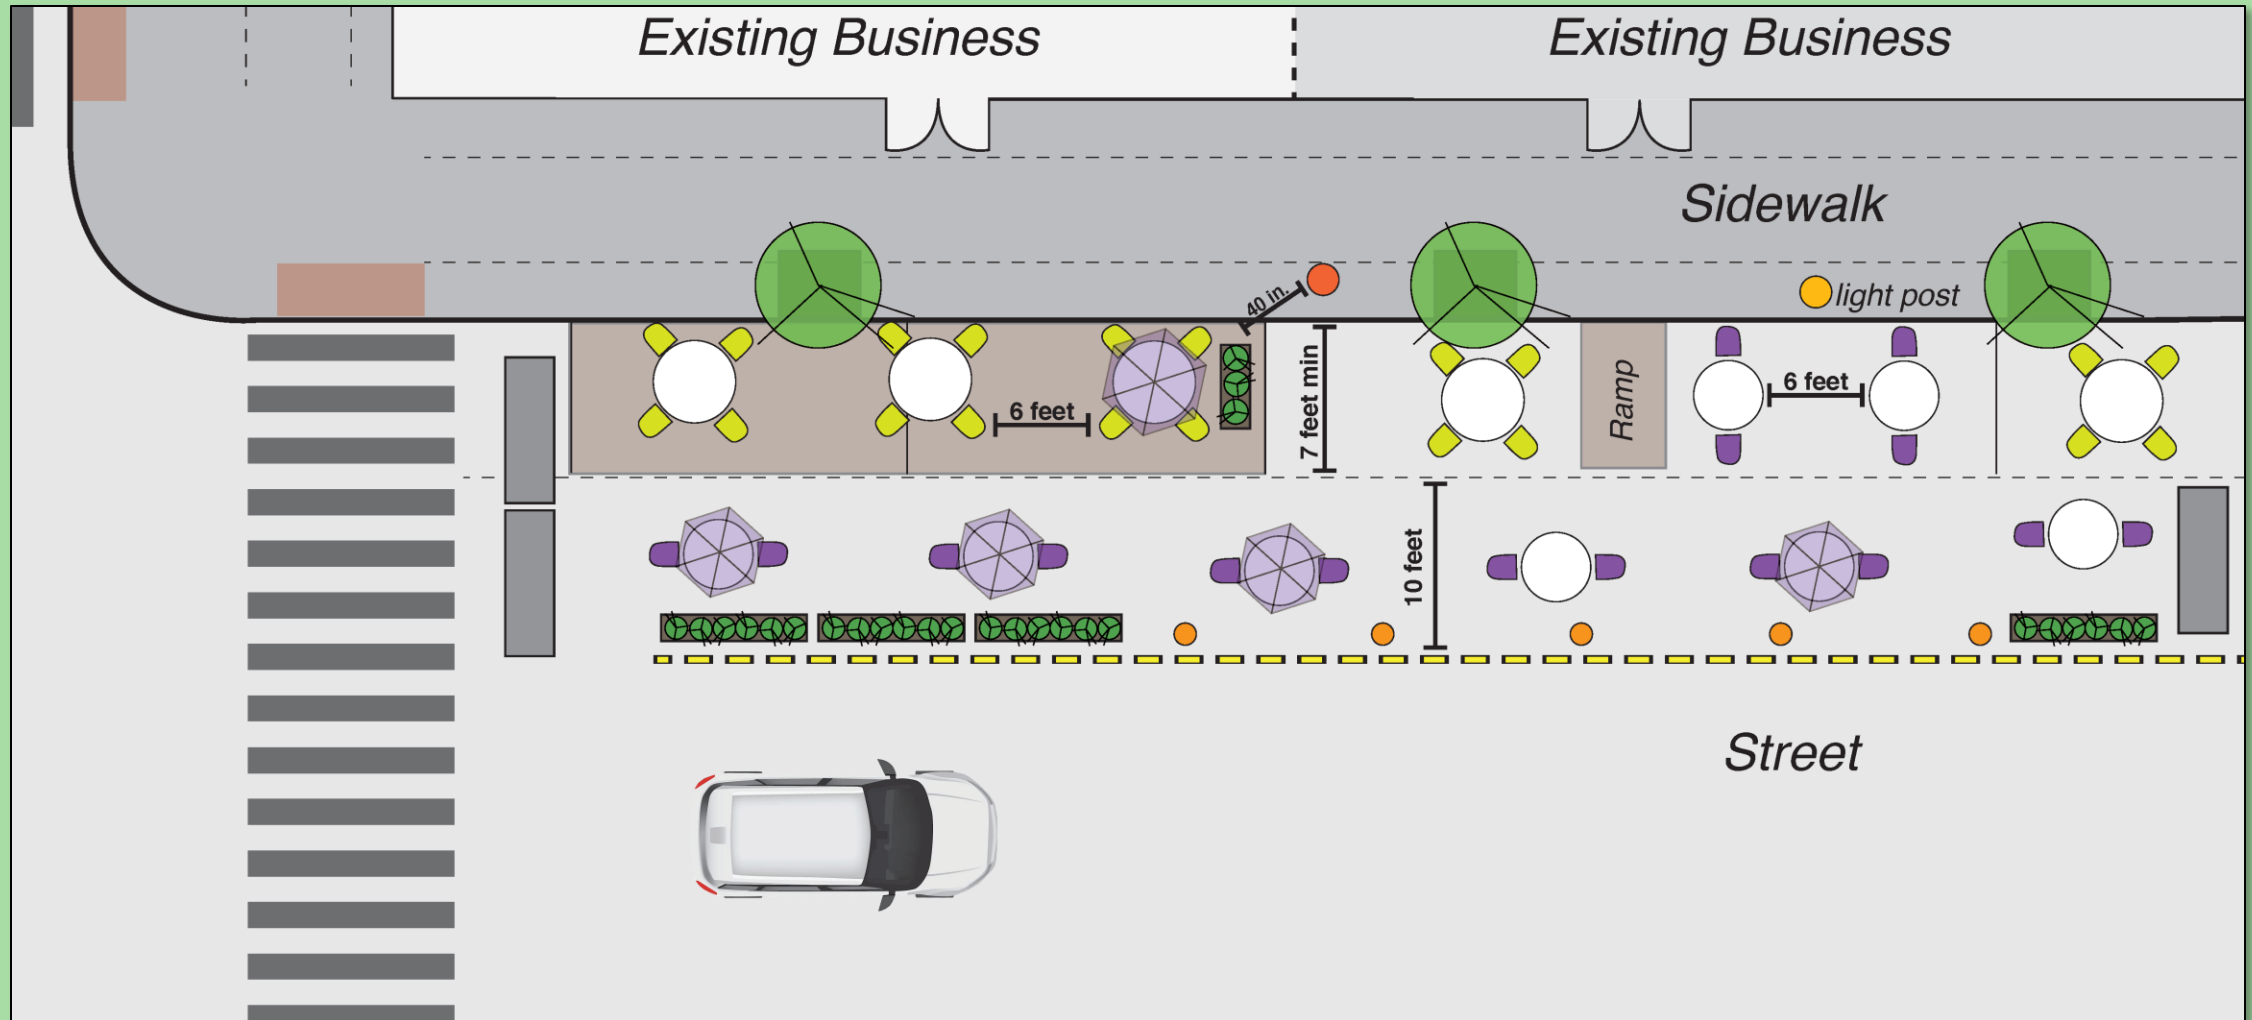 Existing Business
Existing Business
Sidewalk
light post
40 in.
7 feet min
6 feet
Ramp
6 feet
10 feet
Street